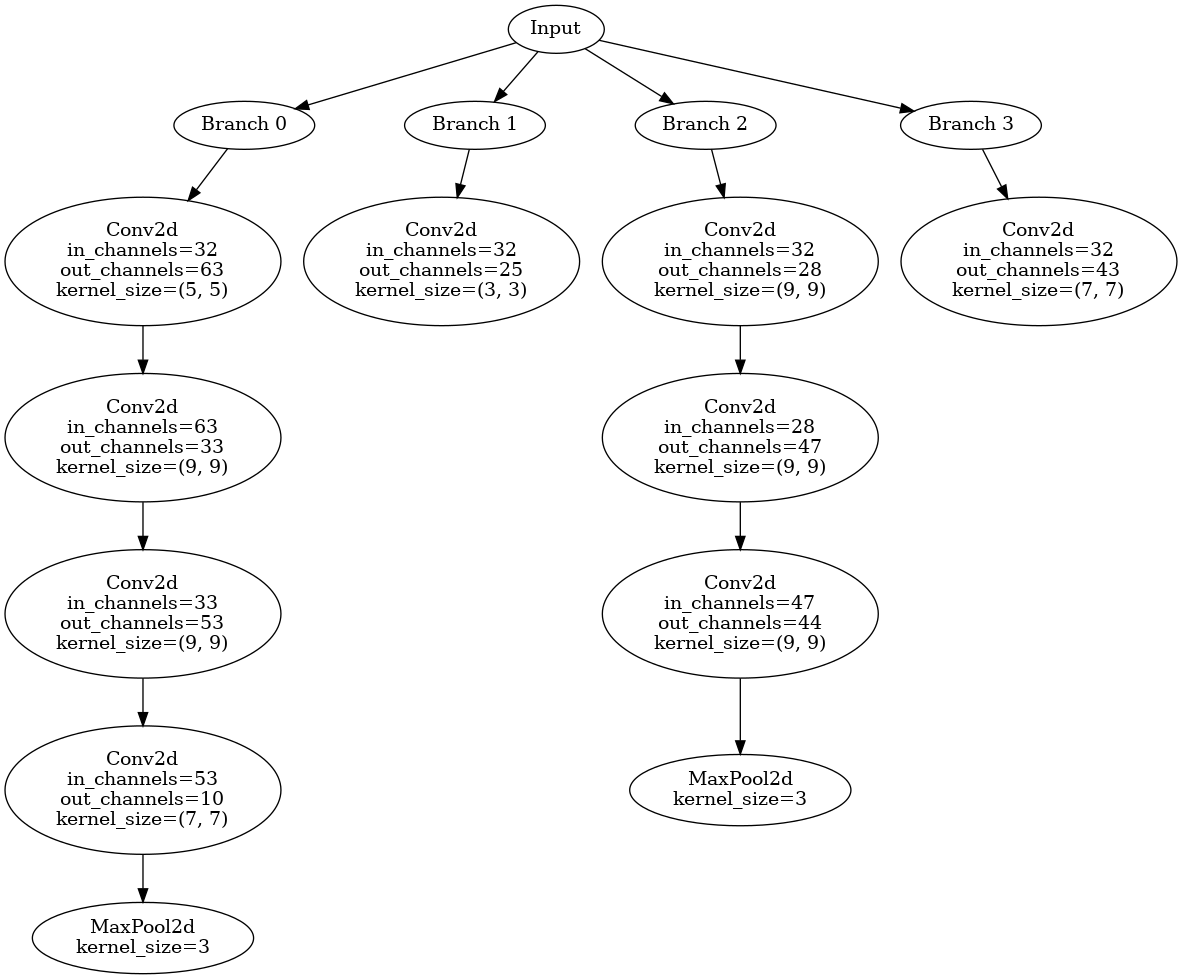 Input
Branch 0
Branch 1
Branch 2
Branch 3
Conv2d
in_channels=32
out_channels=63
kernel_size=(5, 5)
Conv2d
in_channels=32
out_channels=25
kernel_size=(3, 3)
Conv2d
in_channels=32
out_channels=28
kernel_size=(9, 9)
Conv2d
in_channels=32
out_channels=43
kernel_size=(7, 7)
Conv2d
in_channels=63
out_channels=33
kernel_size=(9, 9)
Conv2d
in_channels=28
out_channels=47
kernel_size=(9, 9)
Conv2d
in_channels=33
out_channels=53
kernel_size=(9, 9)
Conv2d
in_channels=47
out_channels=44
kernel_size=(9, 9)
Conv2d
in_channels=53
out_channels=10
kernel_size=(7, 7)
MaxPool2d
kernel_size=3
MaxPool2d
kernel_size=3